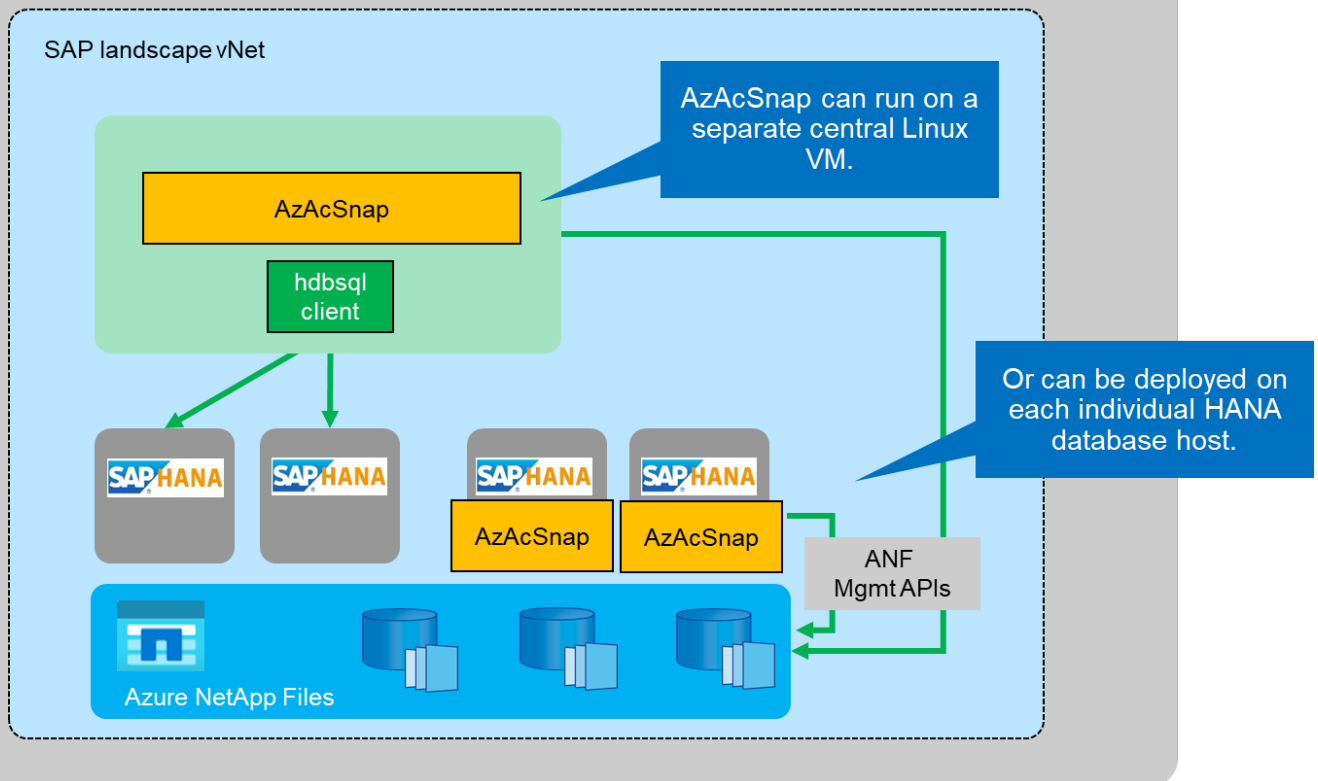 SAP landscape vNet
AzAcSnap can run on a
separate central Linux
VM.
AzAcSnap
hdbsql
client
Or can be deployed on
each individual HANA
database host.
SAP HANA
SAP HANA
SAP HANA
SAP HANA
AzAcSnap
AzAcSnap
ANF
Mgmt APIs
Azure NetApp Files